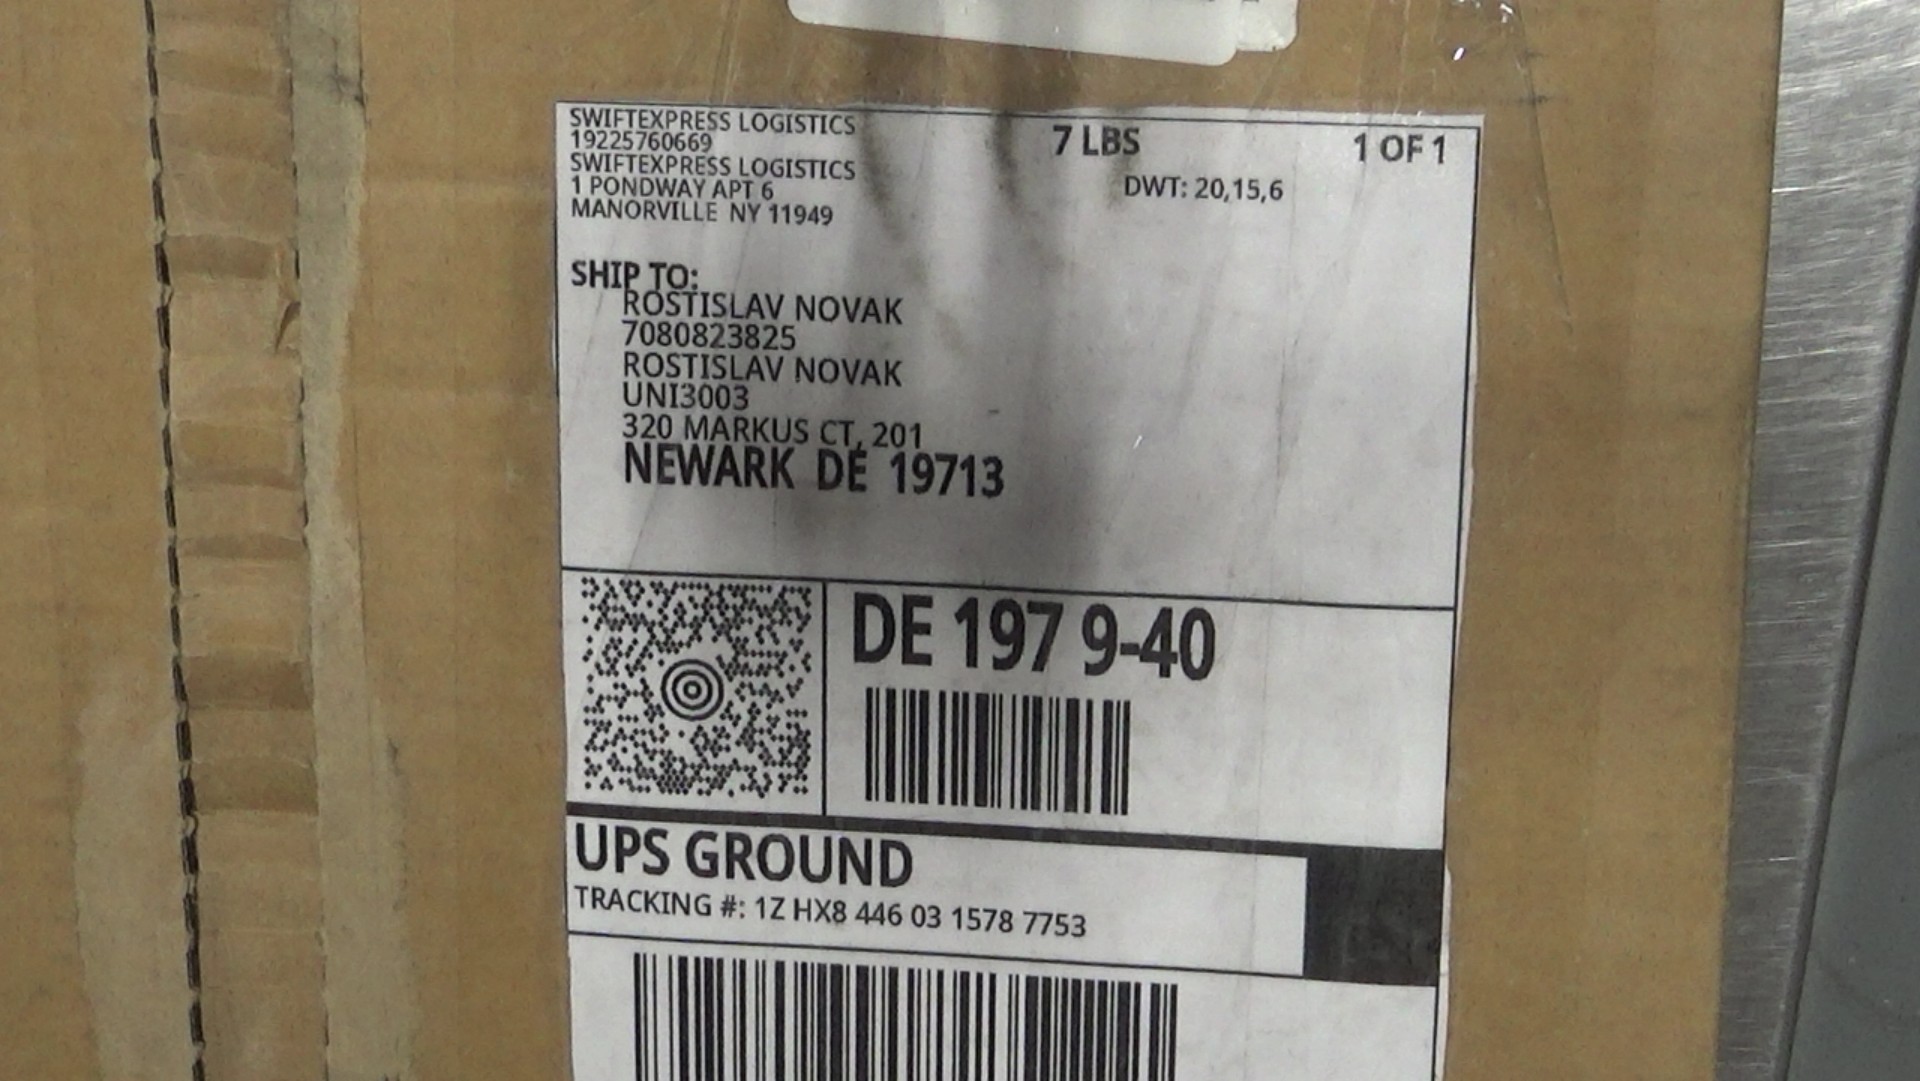 SWIFTEXPRESS LOGISTICS
19225760669
SWIFTEXPRESS LOGISTICS
1 PONDWAY APT 6
MANORVILLE NY 11949
7 LBS
1 OF 1
DWT: 20,15,6
SHIP TO:
ROSTISLAV NOVAK
7080823825
ROSTISLAV NOVAK
UNI3003
320 MARKUS CT, 201
NEWARK DE 19713
DE 197 9-40
UPS GROUND
TRACKING #: 1Z HX8 446 03 1578 7753